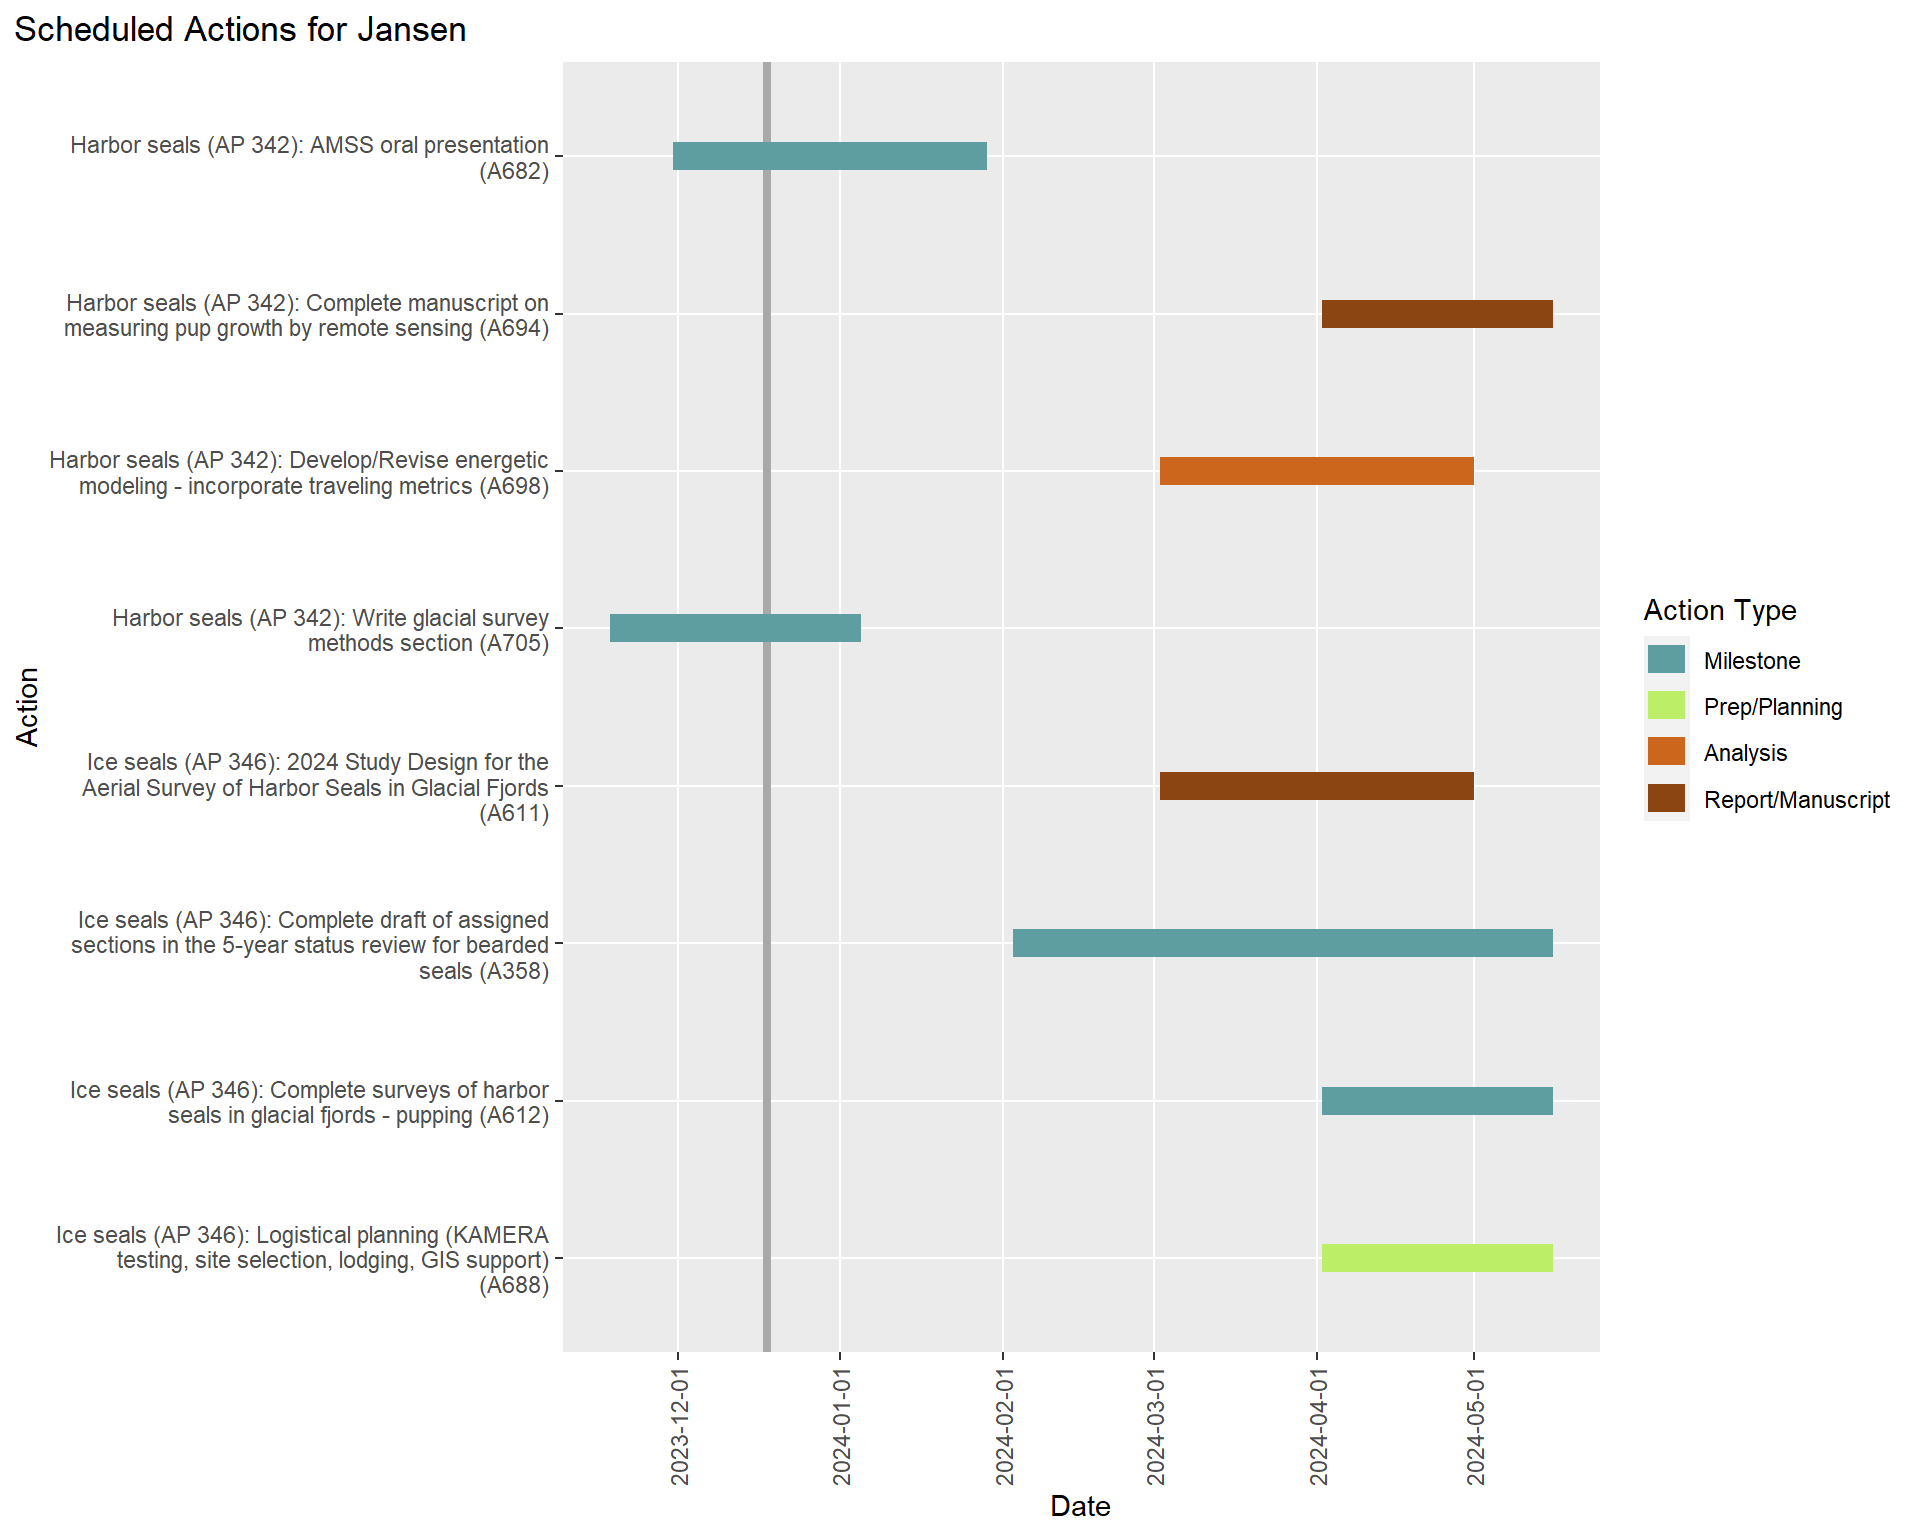 Scheduled Actions for Jansen
Harbor seals (AP 342): AMSS oral presentation
(A682)
Harbor seals (AP 342): Complete manuscript on
measuring pup growth by remote sensing (A694)
Harbor seals (AP 342): Develop/Revise energetic
modeling - incorporate traveling metrics (A698)
Harbor seals (AP 342): Write glacial survey
methods section (A705)
Ice seals (AP 346): 2024 Study Design for the
Aerial Survey of Harbor Seals in Glacial Fjords
(A611)
Ice seals (AP 346): Complete draft of assigned
sections in the 5-year status review for bearded
seals (A358)
Ice seals (AP 346): Complete surveys of harbor
seals in glacial fjords - pupping (A612)
Ice seals (AP 346): Logistical planning (KAMERA
testing, site selection, lodging, GIS support)
(A688)
Action
2023-12-01
2024-01-01
2024-02-01
2024-03-01
2024-04-01
2024-05-01
Date
Action Type
Milestone
Prep/Planning
Analysis
Report/Manuscript